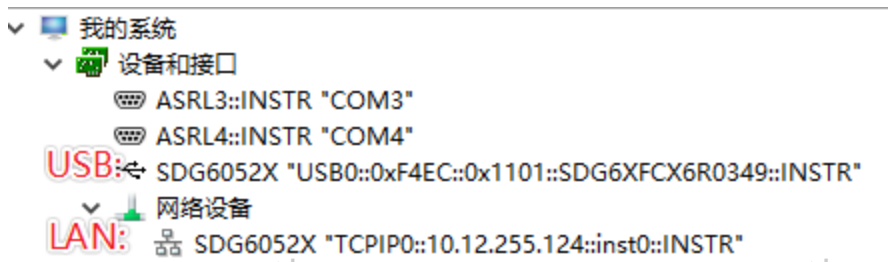 我的系统
设备和接口
ASRL3::INSTR "COM3"
ASRL4::INSTR "COM4"
USB: SDG6052X "USB0::0xF4EC::0x1101::SDG6XFCX6R0349::INSTR"
网络设备
LAN: SDG6052X "TCPIP0::10.12.255.124::inst0::INSTR"